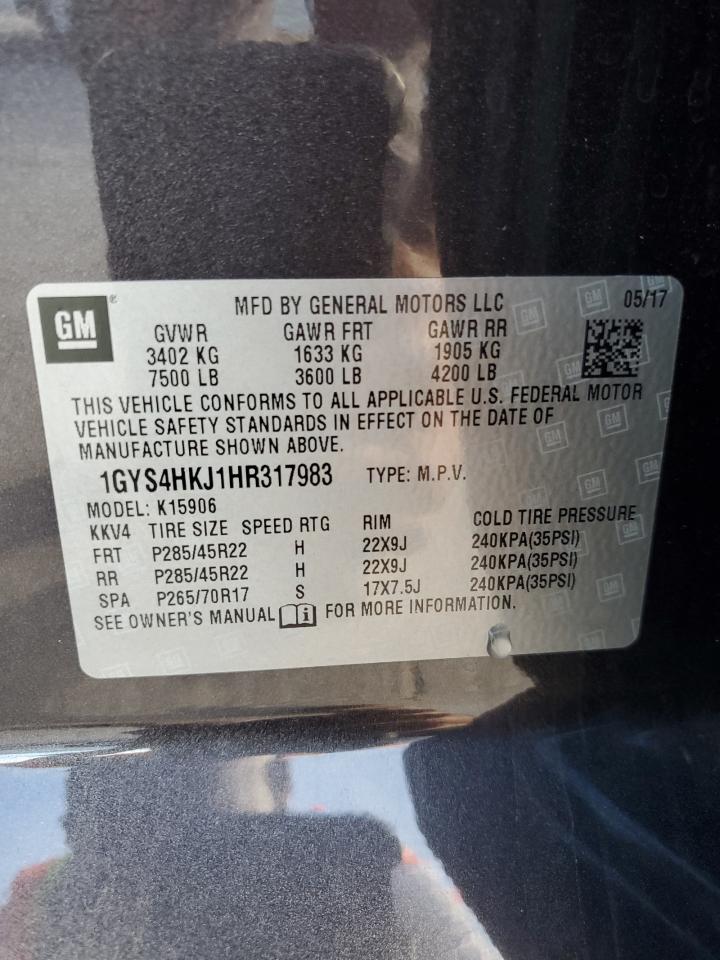 GM®
MFD BY GENERAL MOTORS LLC 05/17
GVWR GAWR FRT GAWR RR
3402 KG 1633 KG 1905 KG
7500 LB 3600 LB 4200 LB
THIS VEHICLE CONFORMS TO ALL APPLICABLE U.S. FEDERAL MOTOR
VEHICLE SAFETY STANDARDS IN EFFECT ON THE DATE OF
MANUFACTURE SHOWN ABOVE.
1GYS4HKJ1HR317983 TYPE: M.P.V.
MODEL: K15906
KKV4 TIRE SIZE SPEED RTG RIM COLD TIRE PRESSURE
FRT P285/45R22 H 22X9J 240KPA(35PSI)
RR P285/45R22 H 22X9J 240KPA(35PSI)
SPA P265/70R17 S 17X7.5J 240KPA(35PSI)
SEE OWNER'S MANUAL i FOR MORE INFORMATION.